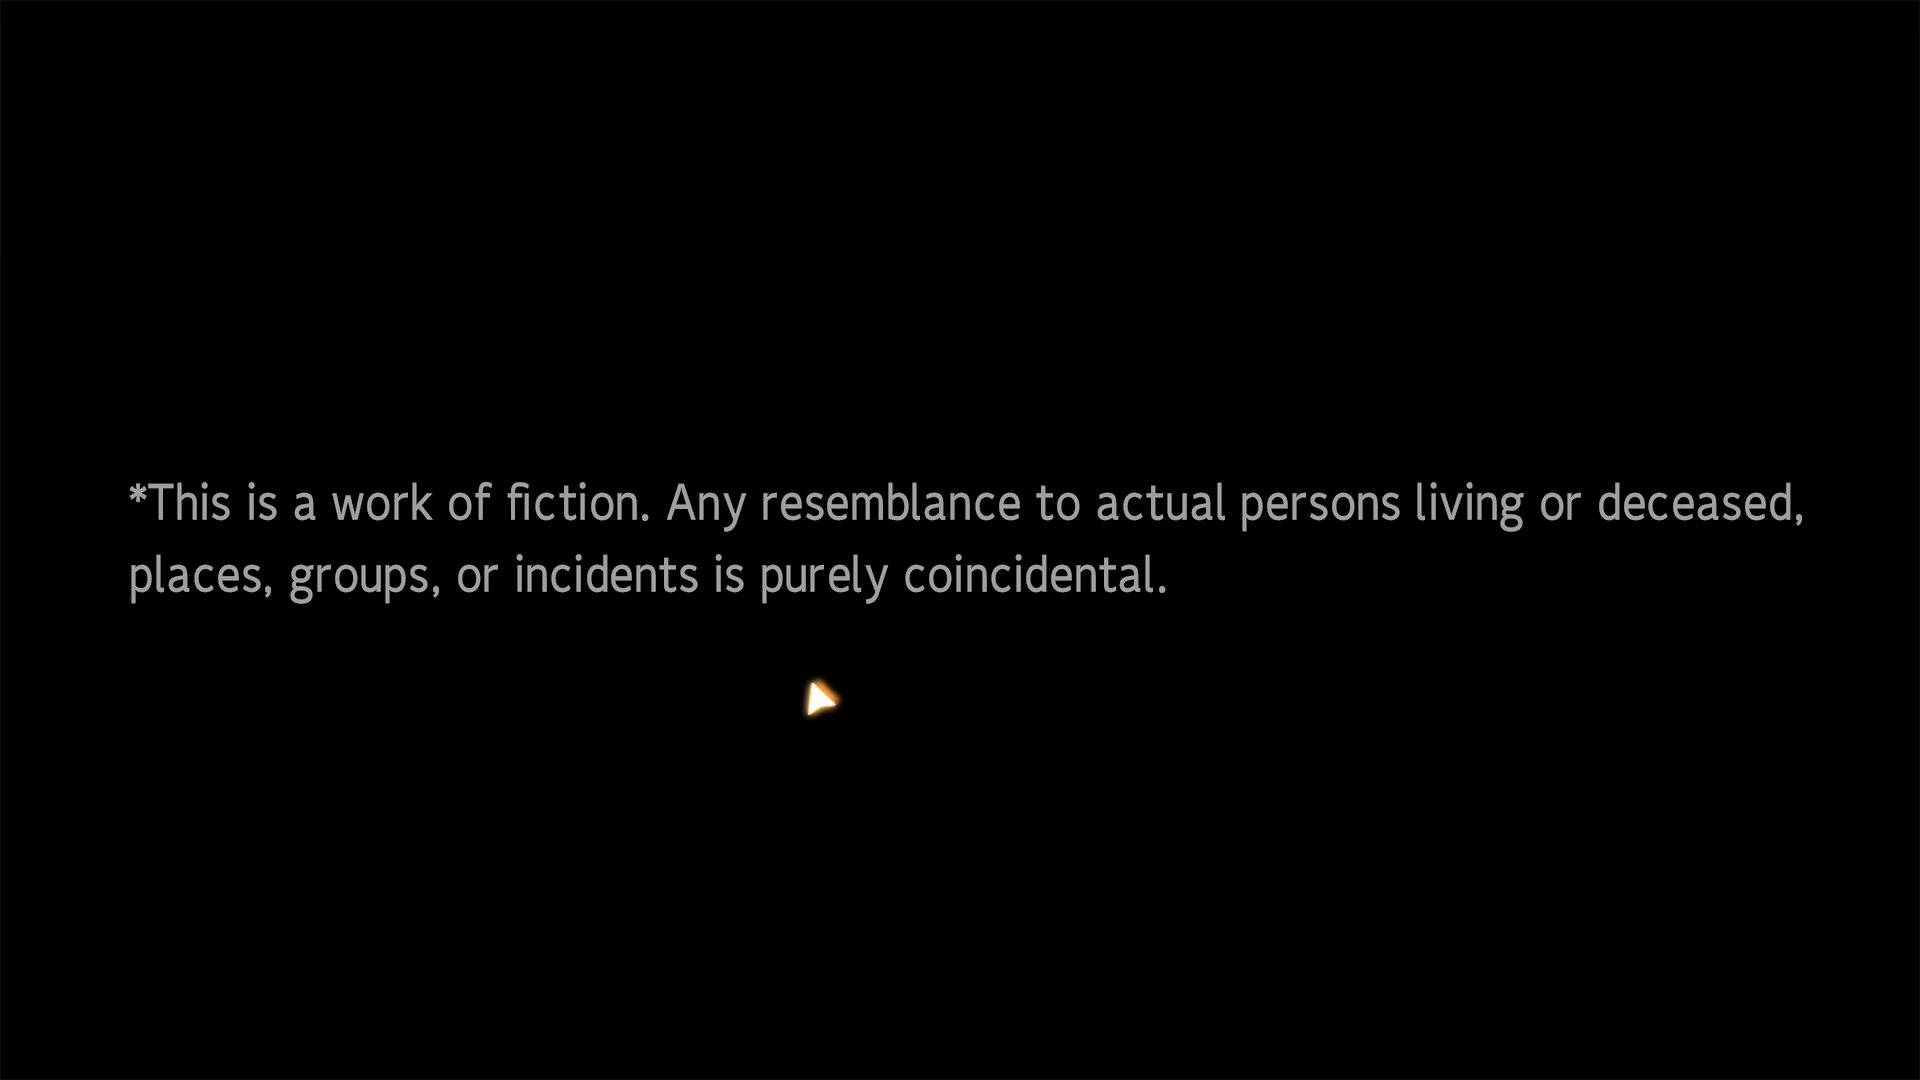 *This is a work of fiction. Any resemblance to actual persons living or deceased,
places, groups, or incidents is purely coincidental.